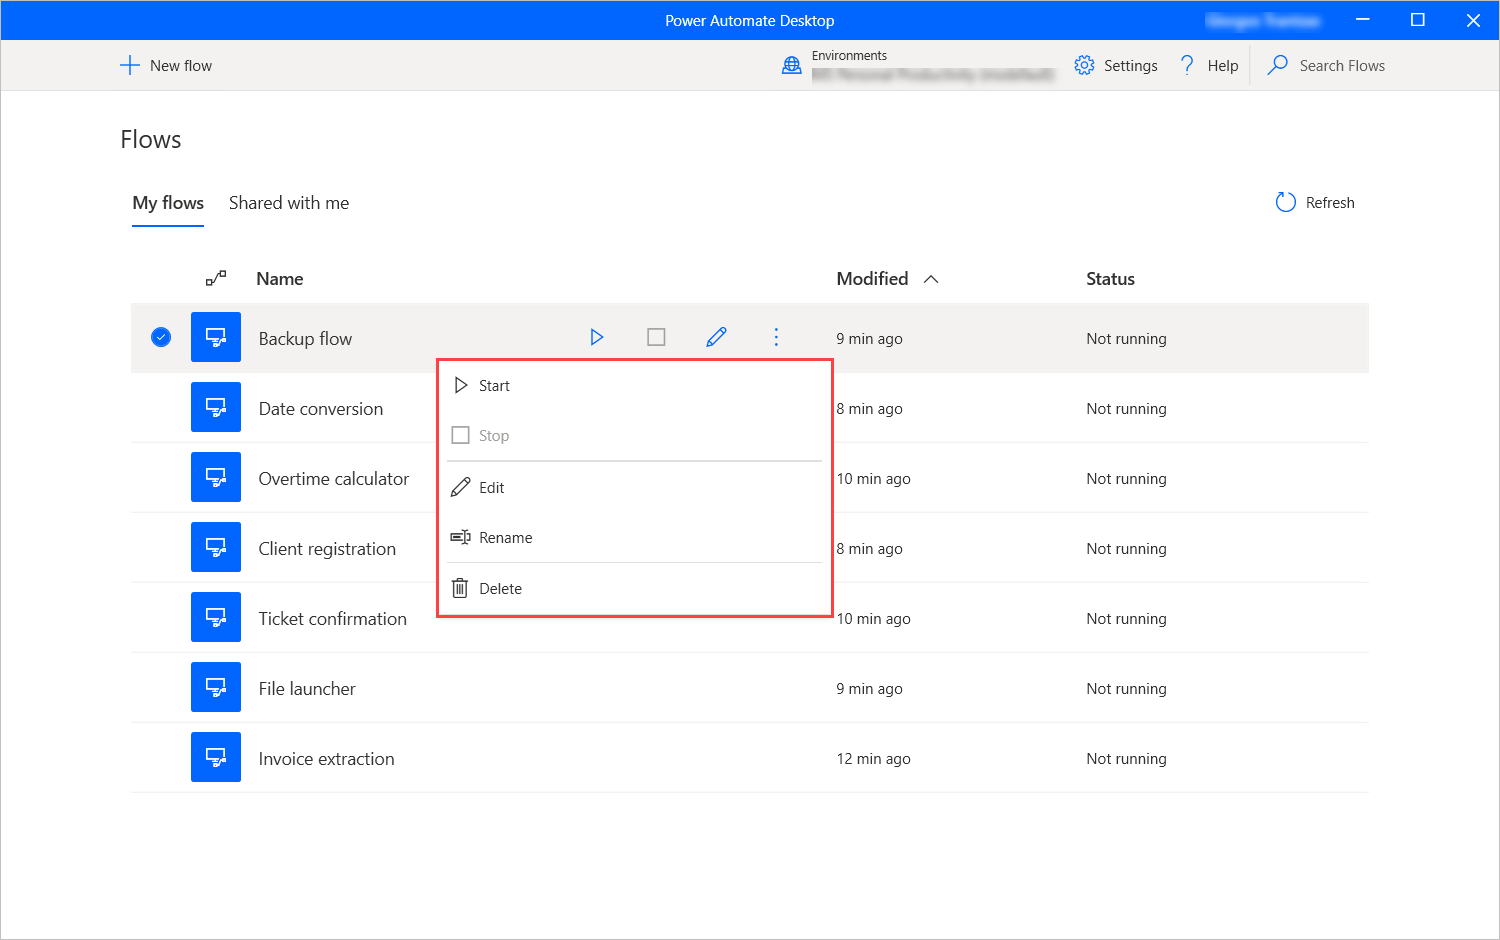 Power Automate Desktop
New flow
Environments
Settings
Help
Search Flows
Flows
My flows
Shared with me
Refresh
Name
Modified
Status
Backup flow
9 min ago
Not running
Start
Date conversion
8 min ago
Not running
Stop
Overtime calculator
10 min ago
Not running
Edit
Rename
Client registration
8 min ago
Not running
Delete
Ticket confirmation
10 min ago
Not running
File launcher
9 min ago
Not running
Invoice extraction
12 min ago
Not running